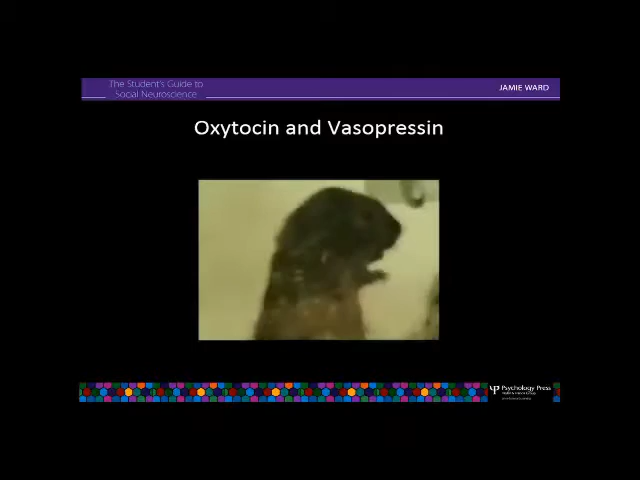 The Student's Guide to
Social Neuroscience
JAMIE WARD
Oxytocin and Vasopressin
Psychology Press